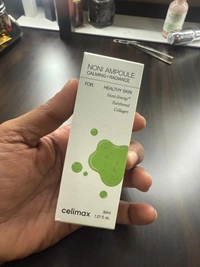 NONI AMPOULE
CALMING + RADIANCE
FOR HEALTHY SKIN
Noni-Energy™
Panthenol
Collagen
celimax
30ml
1.01 fl. oz.